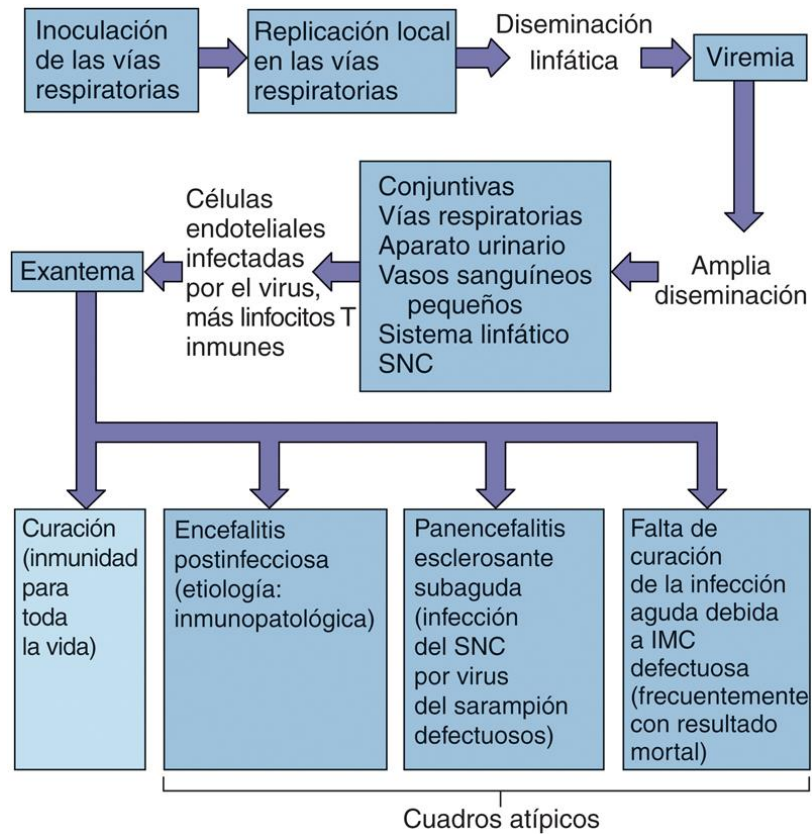 Inoculación
de las vías
respiratorias
Replicación local
en las vías
respiratorias
Diseminación
linfática
Viremia
Amplia
diseminación
Conjuntivas
Vías respiratorias
Aparato urinario
Vasos sanguíneos
pequeños
Sistema linfático
SNC
Células
endoteliales
infectadas
por el virus,
más linfocitos T
inmunes
Exantema
Curación
(inmunidad
para
toda
la vida)
Encefalitis
postinfecciosa
(etiología:
inmunopatológica)
Panencefalitis
esclerosante
subaguda
(infección
del SNC
por virus
del sarampión
defectuosos)
Falta de
curación
de la infección
aguda debida
a IMC
defectuosa
(frecuentemente
con resultado
mortal)
Cuadros atípicos